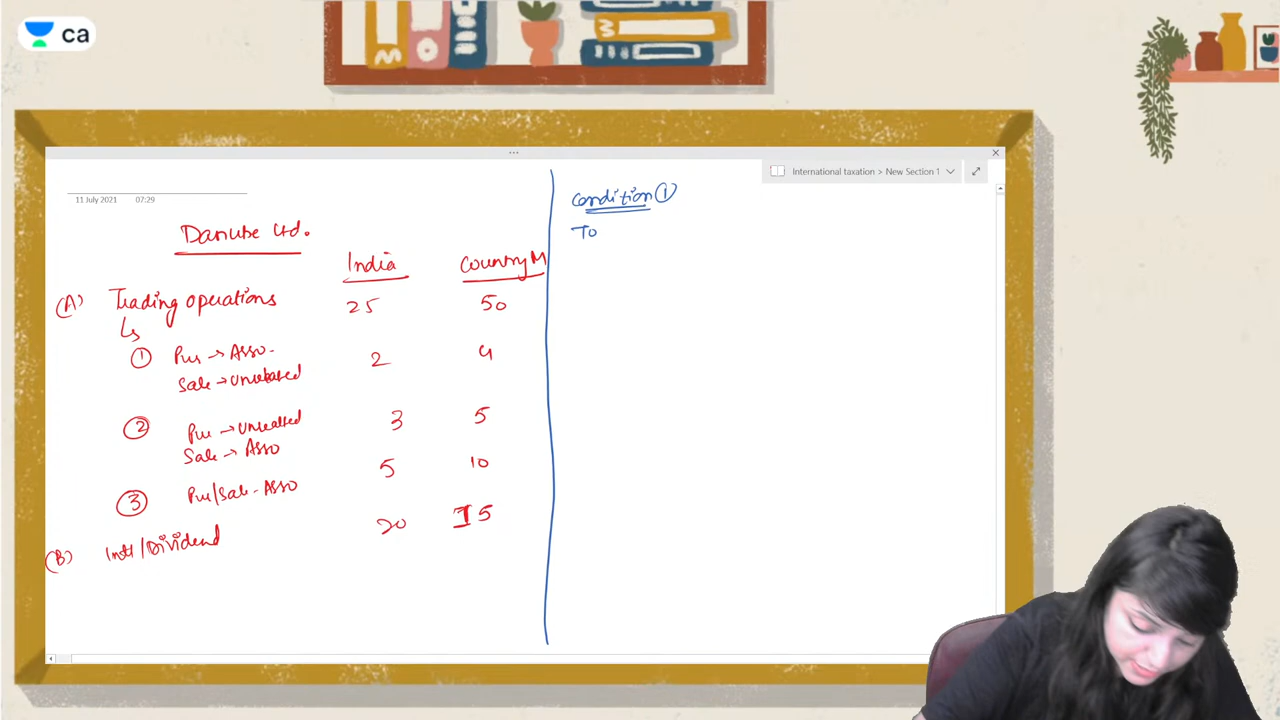 ca
International taxation > New Section 1
11 July 2021 07:29
Danube Ltd.
India Country M
(A) Trading operations 25 50
① Pur → Asso.
Sale → Unrelated 2 4
② Pur → Unrealted
Sale → Asso 3 5
③ Pur/Sale - Asso 5 10
(B) Intt/Dividend 20 15
Condition ①
To